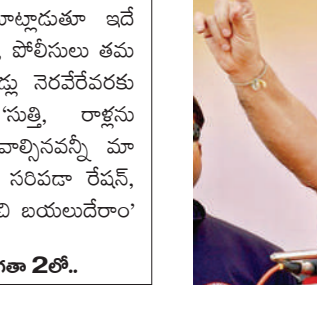 మాట్లాడుతూ ఇదే
, పోలీసులు తమ
డ్లు నెరవేరేవరకు
'సుత్తి, రాళ్లను
వాల్సినవన్నీ మా
సరిపడా రేషన్,
చి బయలుదేరాం'
గతా 2లో..